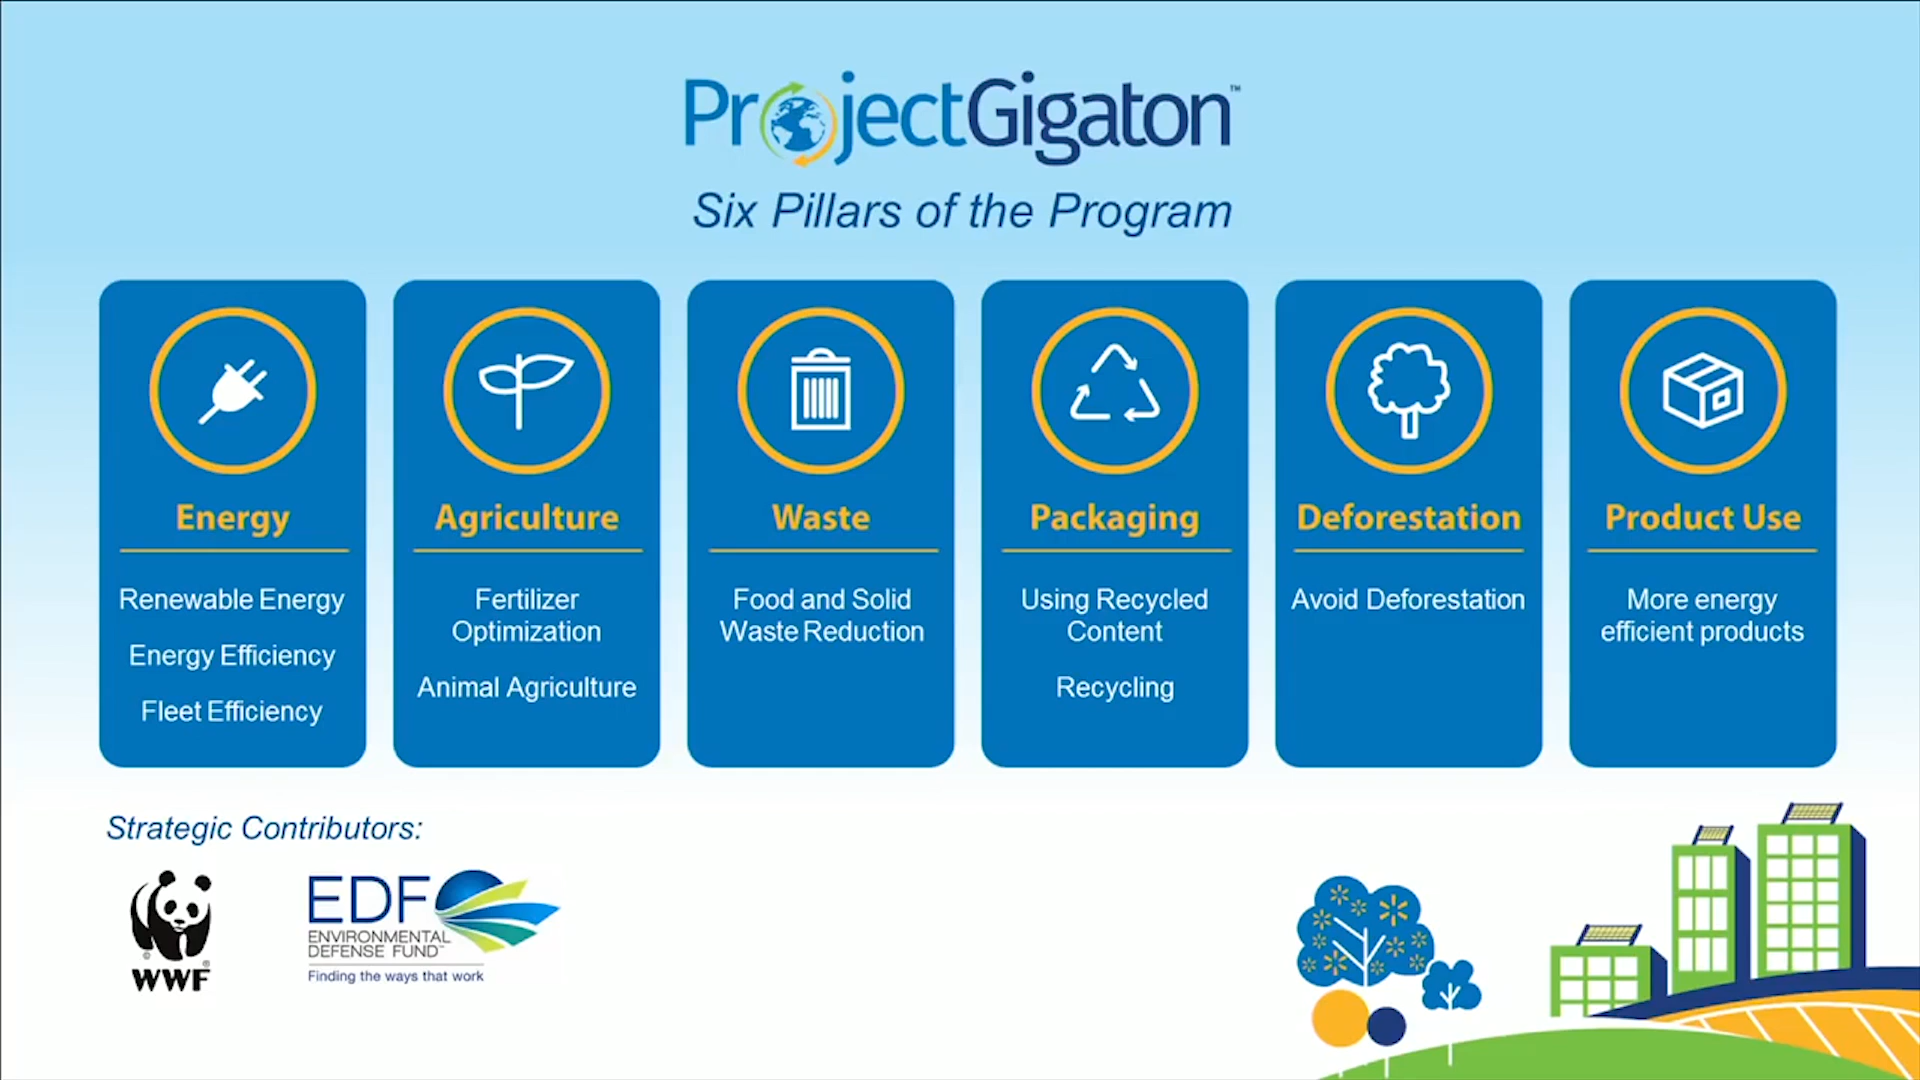 ProjectGigaton™
Six Pillars of the Program
Energy
Renewable Energy
Energy Efficiency
Fleet Efficiency
Agriculture
Fertilizer
Optimization
Animal Agriculture
Waste
Food and Solid
Waste Reduction
Packaging
Using Recycled
Content
Recycling
Deforestation
Avoid Deforestation
Product Use
More energy
efficient products
Strategic Contributors:
WWF
®
EDF
ENVIRONMENTAL
DEFENSE FUND™
Finding the ways that work